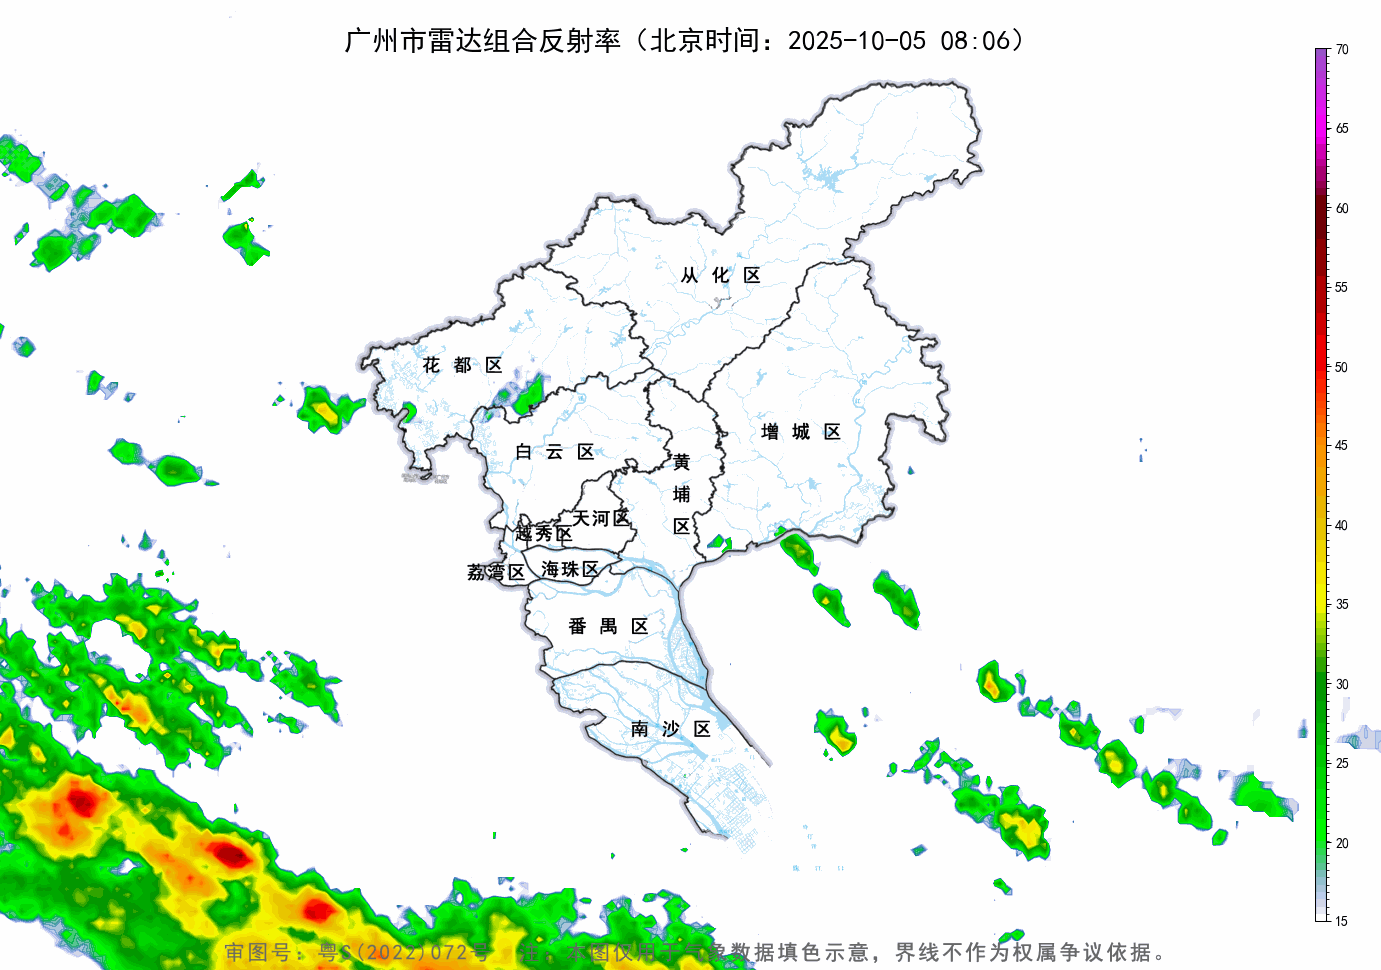 广州市雷达组合反射率（北京时间：2025-10-05 08:06）
70
65
60
55
50
45
40
35
30
25
20
15
从化区
花都区
增城区
白云区
黄埔区
天河区
越秀区
荔湾区
海珠区
番禺区
南沙区
审图号：粤S(2022)072号 注：本图仅用于气象数据填色示意，界线不作为权属争议依据。